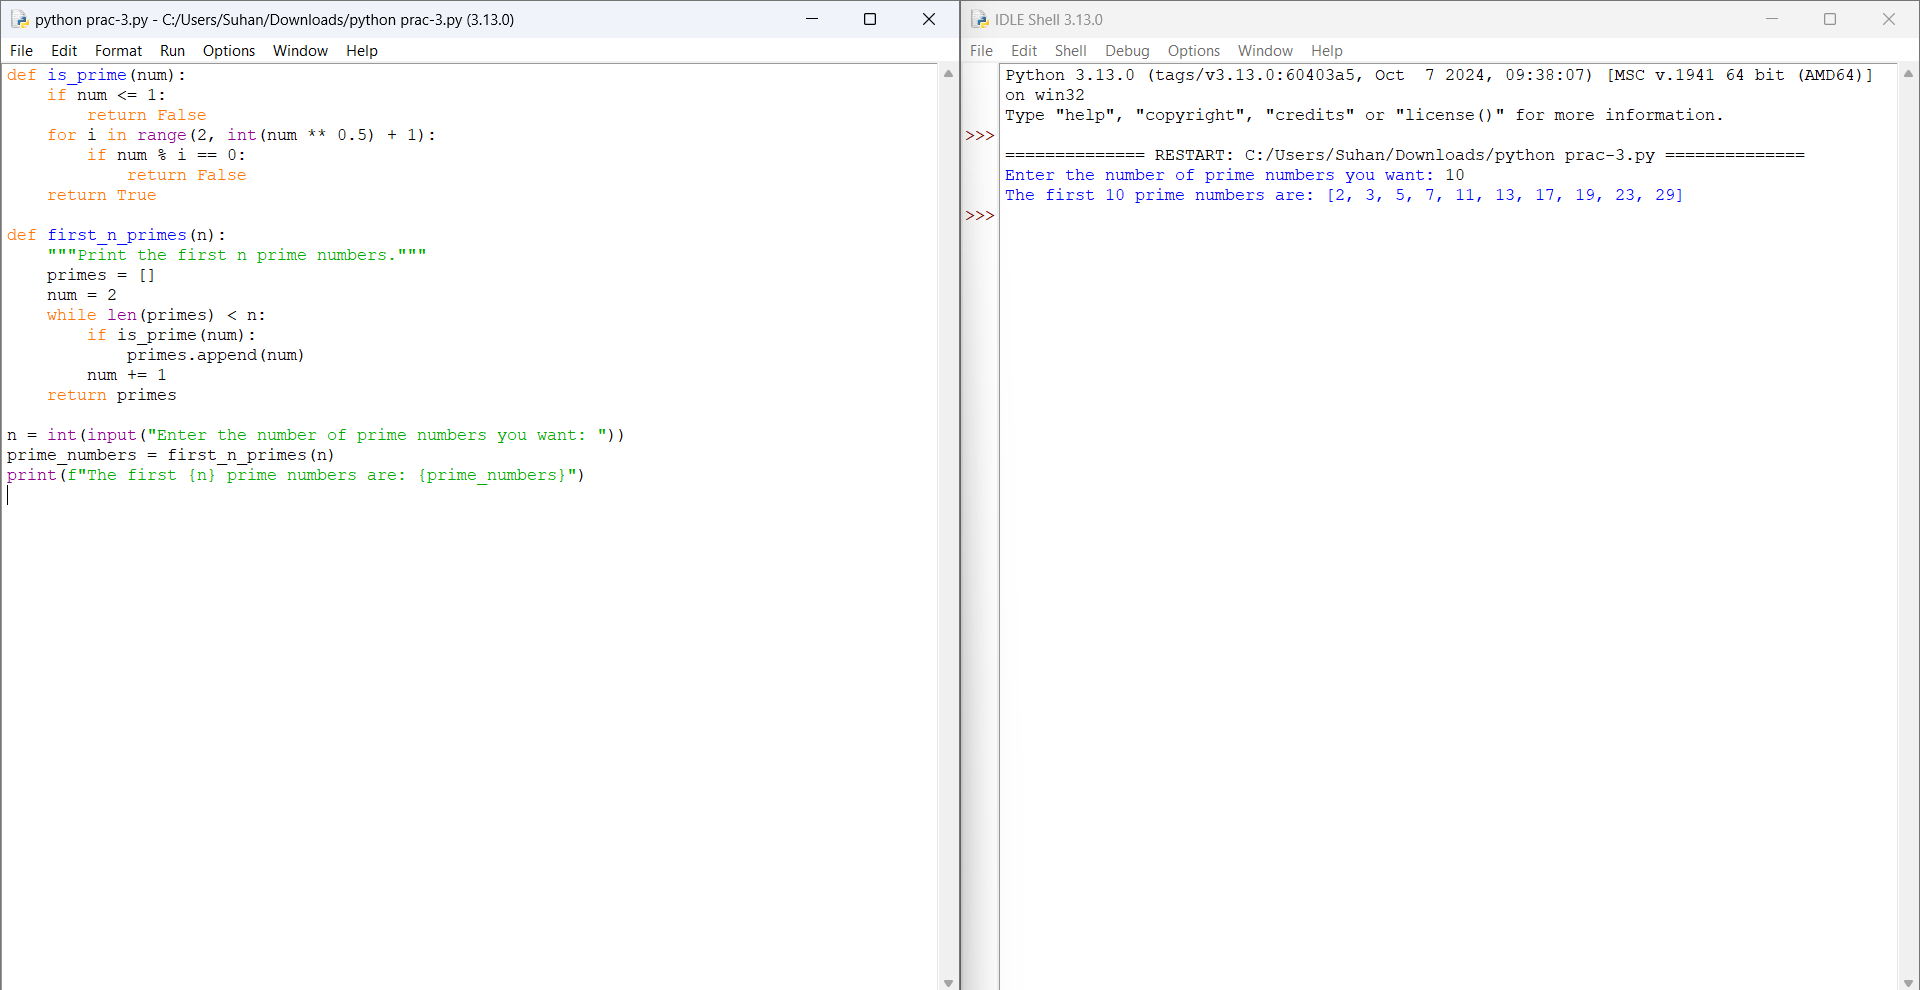 python prac-3.py - C:/Users/Suhan/Downloads/python prac-3.py (3.13.0)
File Edit Format Run Options Window Help
def is_prime(num):
    if num <= 1:
        return False
    for i in range(2, int(num ** 0.5) + 1):
        if num % i == 0:
            return False
    return True

def first_n_primes(n):
    """Print the first n prime numbers."""
    primes = []
    num = 2
    while len(primes) < n:
        if is_prime(num):
            primes.append(num)
        num += 1
    return primes

n = int(input("Enter the number of prime numbers you want: "))
prime_numbers = first_n_primes(n)
print(f"The first {n} prime numbers are: {prime_numbers}")
IDLE Shell 3.13.0
File Edit Shell Debug Options Window Help
Python 3.13.0 (tags/v3.13.0:60403a5, Oct  7 2024, 09:38:07) [MSC v.1941 64 bit (AMD64)]
on win32
Type "help", "copyright", "credits" or "license()" for more information.
>>>
============== RESTART: C:/Users/Suhan/Downloads/python prac-3.py ==============
Enter the number of prime numbers you want: 10
The first 10 prime numbers are: [2, 3, 5, 7, 11, 13, 17, 19, 23, 29]
>>>